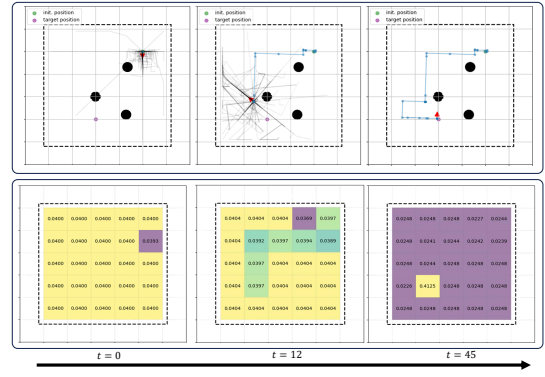 init. position
target position
init. position
target position
init. position
target position
0.0400 0.0400 0.0400 0.0400 0.0400
0.0400 0.0400 0.0400 0.0400 0.0393
0.0400 0.0400 0.0400 0.0400 0.0400
0.0400 0.0400 0.0400 0.0400 0.0400
0.0400 0.0400 0.0400 0.0400 0.0400
0.0404 0.0404 0.0404 0.0369 0.0397
0.0404 0.0392 0.0397 0.0394 0.0389
0.0404 0.0397 0.0404 0.0404 0.0404
0.0404 0.0397 0.0404 0.0404 0.0404
0.0404 0.0404 0.0404 0.0404 0.0404
0.0248 0.0248 0.0248 0.0227 0.0244
0.0248 0.0241 0.0244 0.0242 0.0239
0.0248 0.0244 0.0248 0.0248 0.0248
0.0226 0.4125 0.0248 0.0248 0.0248
0.0248 0.0248 0.0248 0.0248 0.0248
t = 0
t = 12
t = 45